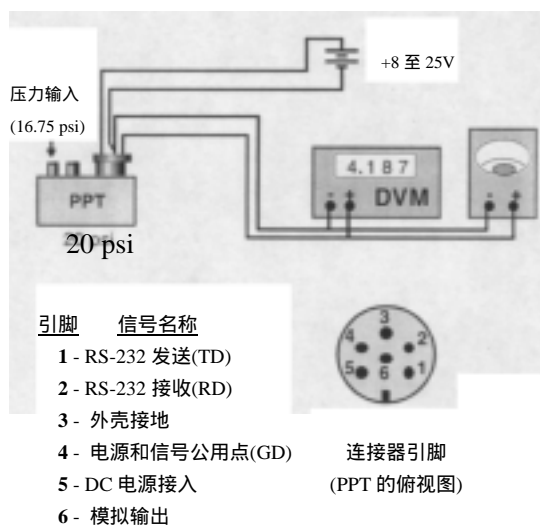 +8 至 25V
压力输入
(16.75 psi)
4.187
DVM
- +
- +
PPT
20 psi
引脚 信号名称
1 - RS-232 发送(TD)
2 - RS-232 接收(RD)
3 - 外壳接地
4 - 电源和信号公用点(GD)
5 - DC 电源接入
6 - 模拟输出
3
4 2
5 6 1
连接器引脚
(PPT 的俯视图)